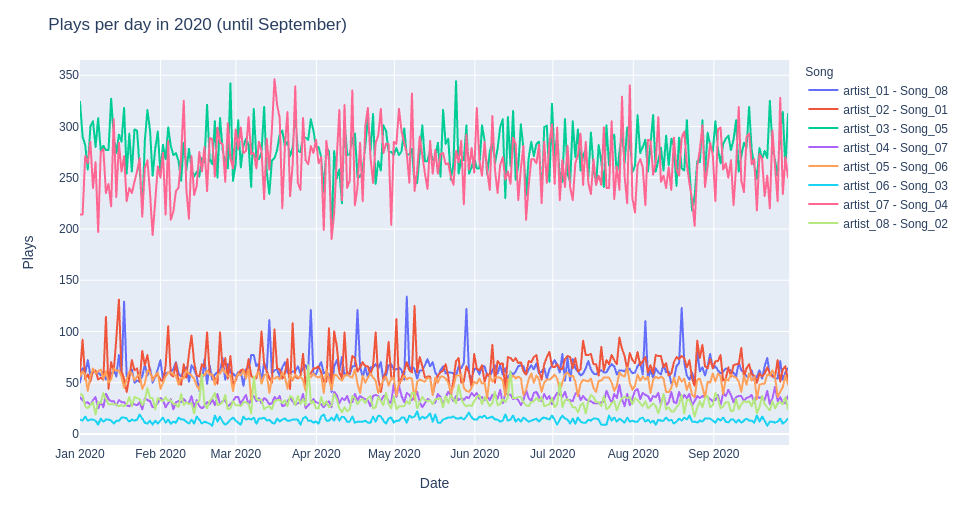 Plays per day in 2020 (until September)
Song
artist_01 - Song_08
artist_02 - Song_01
artist_03 - Song_05
artist_04 - Song_07
artist_05 - Song_06
artist_06 - Song_03
artist_07 - Song_04
artist_08 - Song_02
Plays
350
300
250
200
150
100
50
0
Jan 2020 Feb 2020 Mar 2020 Apr 2020 May 2020 Jun 2020 Jul 2020 Aug 2020 Sep 2020
Date